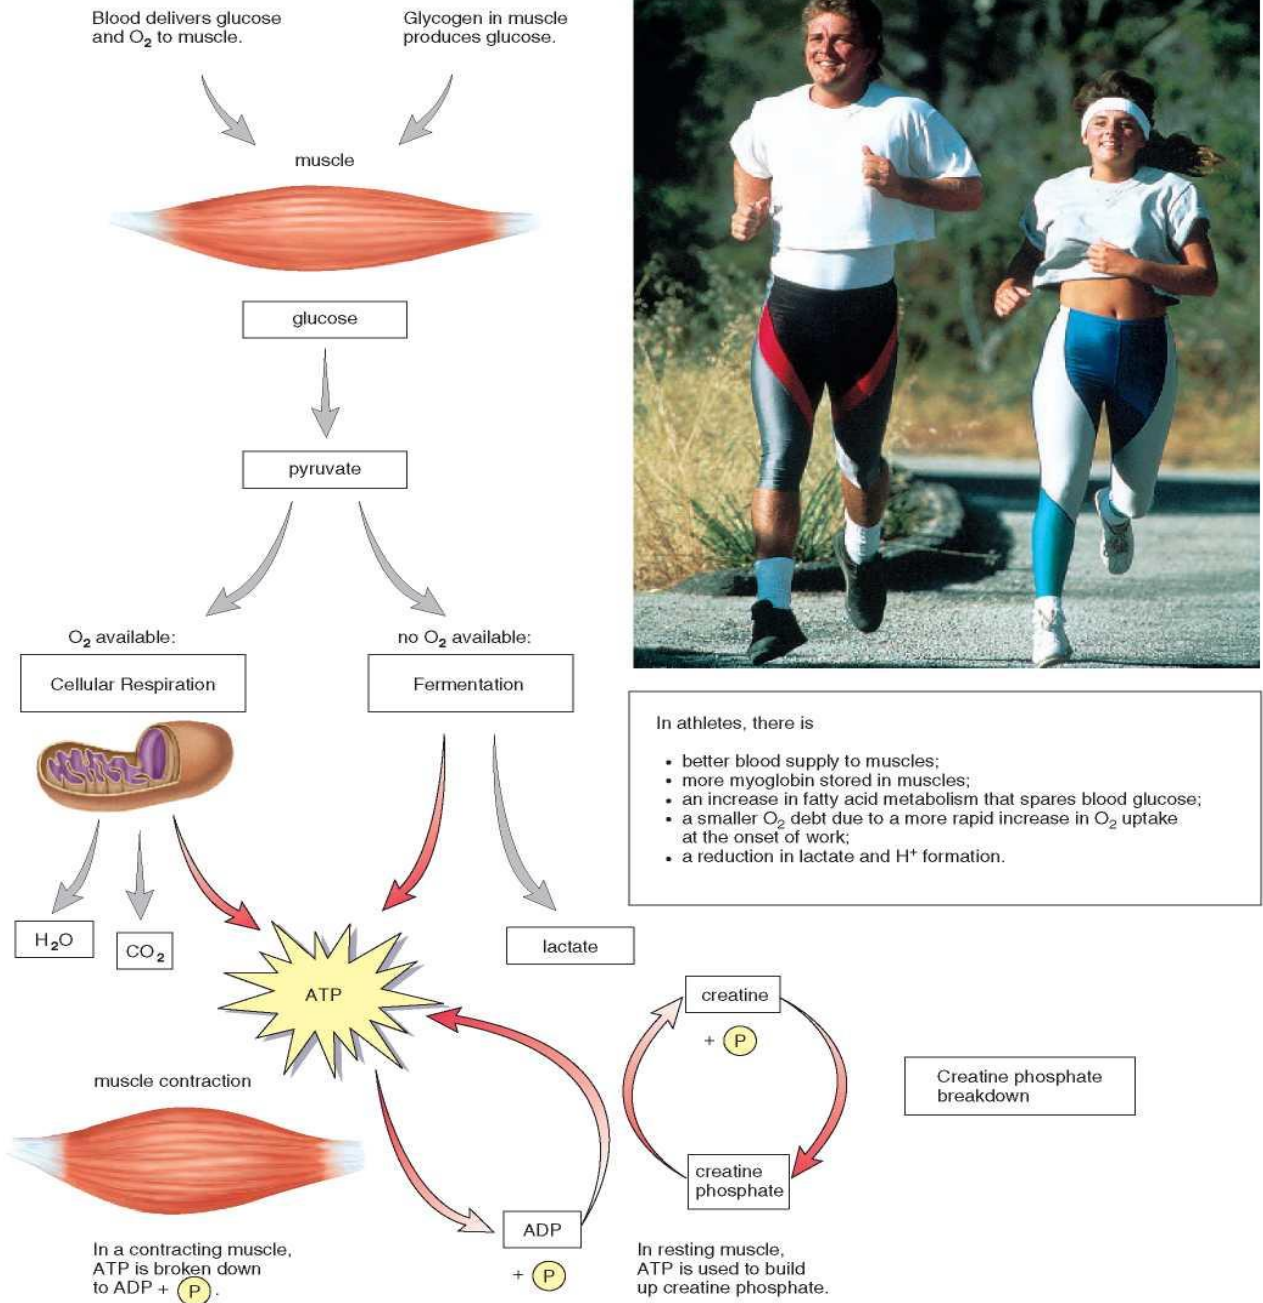 Blood delivers glucose
and O₂ to muscle.
Glycogen in muscle
produces glucose.
muscle
glucose
pyruvate
O₂ available:
Cellular Respiration
no O₂ available:
Fermentation
In athletes, there is
• better blood supply to muscles;
• more myoglobin stored in muscles;
• an increase in fatty acid metabolism that spares blood glucose;
• a smaller O₂ debt due to a more rapid increase in O₂ uptake
at the onset of work;
• a reduction in lactate and H⁺ formation.
H₂O
CO₂
ATP
lactate
creatine
+ P
Creatine phosphate
breakdown
creatine
phosphate
muscle contraction
ADP
+ P
In a contracting muscle,
ATP is broken down
to ADP + P .
In resting muscle,
ATP is used to build
up creatine phosphate.